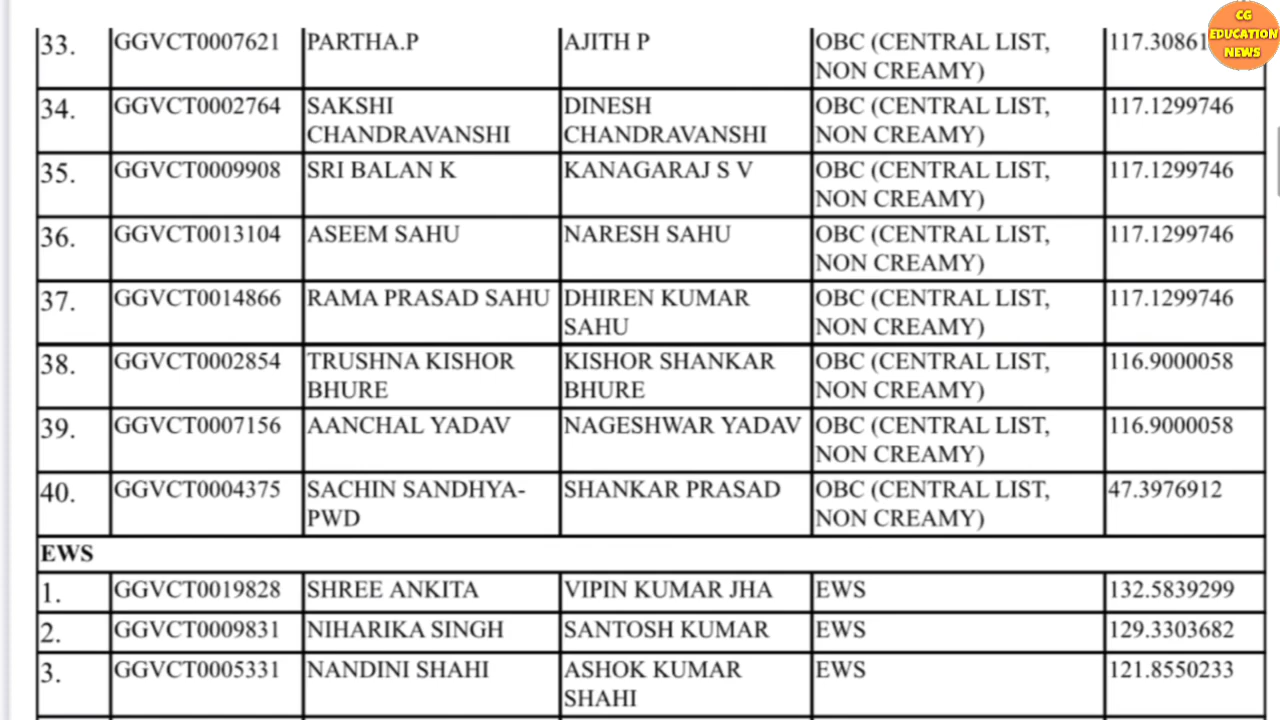 CG
EDUCATION
NEWS
33. GGVCT0007621 PARTHA.P AJITH P OBC (CENTRAL LIST, 117.30861
NON CREAMY)
34. GGVCT0002764 SAKSHI DINESH OBC (CENTRAL LIST, 117.1299746
CHANDRAVANSHI CHANDRAVANSHI NON CREAMY)
35. GGVCT0009908 SRI BALAN K KANAGARAJ S V OBC (CENTRAL LIST, 117.1299746
NON CREAMY)
36. GGVCT0013104 ASEEM SAHU NARESH SAHU OBC (CENTRAL LIST, 117.1299746
NON CREAMY)
37. GGVCT0014866 RAMA PRASAD SAHU DHIREN KUMAR OBC (CENTRAL LIST, 117.1299746
SAHU NON CREAMY)
38. GGVCT0002854 TRUSHNA KISHOR KISHOR SHANKAR OBC (CENTRAL LIST, 116.9000058
BHURE BHURE NON CREAMY)
39. GGVCT0007156 AANCHAL YADAV NAGESHWAR YADAV OBC (CENTRAL LIST, 116.9000058
NON CREAMY)
40. GGVCT0004375 SACHIN SANDHYA- SHANKAR PRASAD OBC (CENTRAL LIST, 47.3976912
PWD NON CREAMY)
EWS
1. GGVCT0019828 SHREE ANKITA VIPIN KUMAR JHA EWS 132.5839299
2. GGVCT0009831 NIHARIKA SINGH SANTOSH KUMAR EWS 129.3303682
3. GGVCT0005331 NANDINI SHAHI ASHOK KUMAR EWS 121.8550233
SHAHI